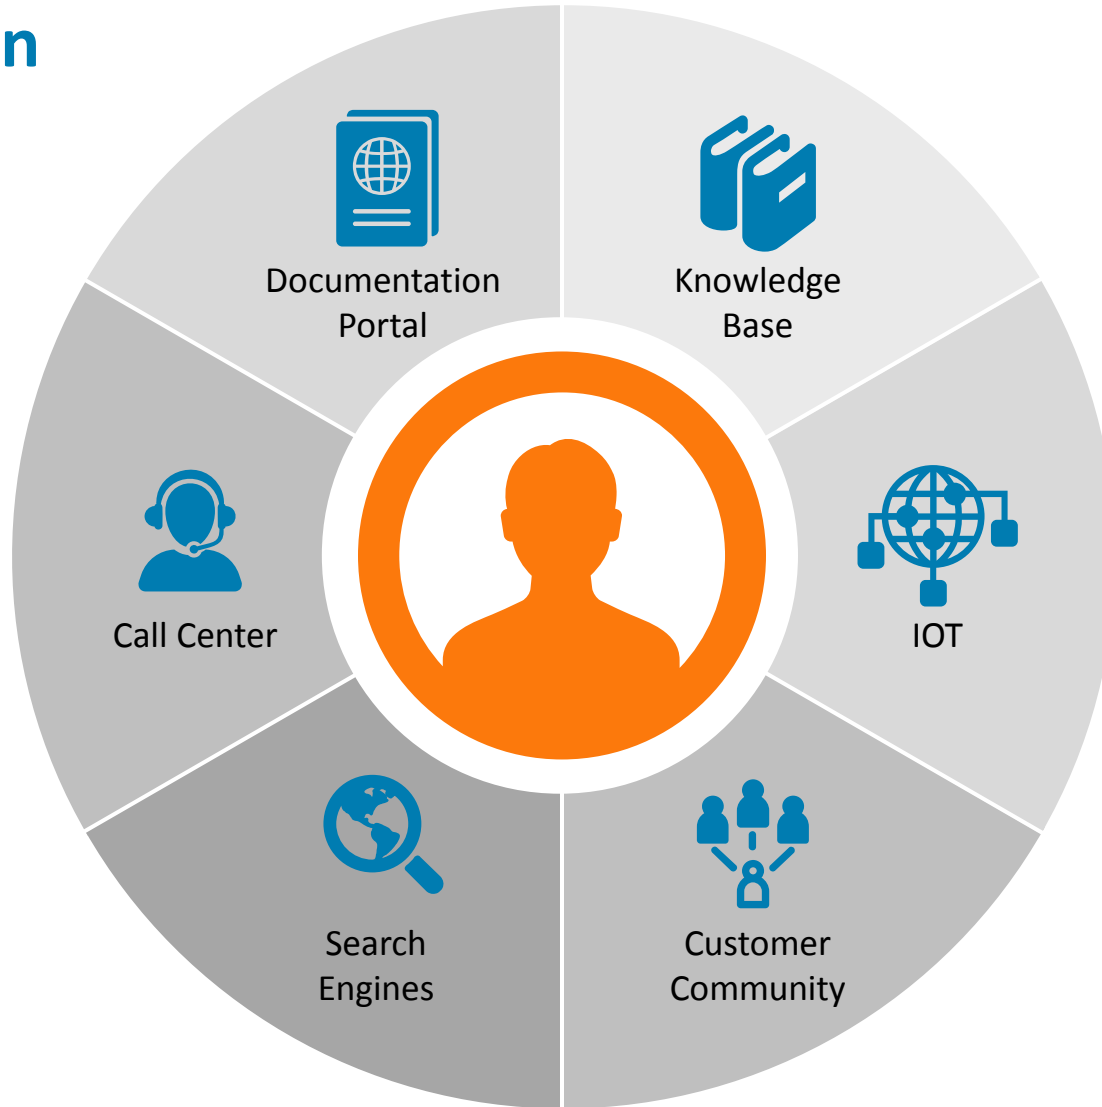 n
Documentation
Portal
Knowledge
Base
Call Center
IOT
Search
Engines
Customer
Community